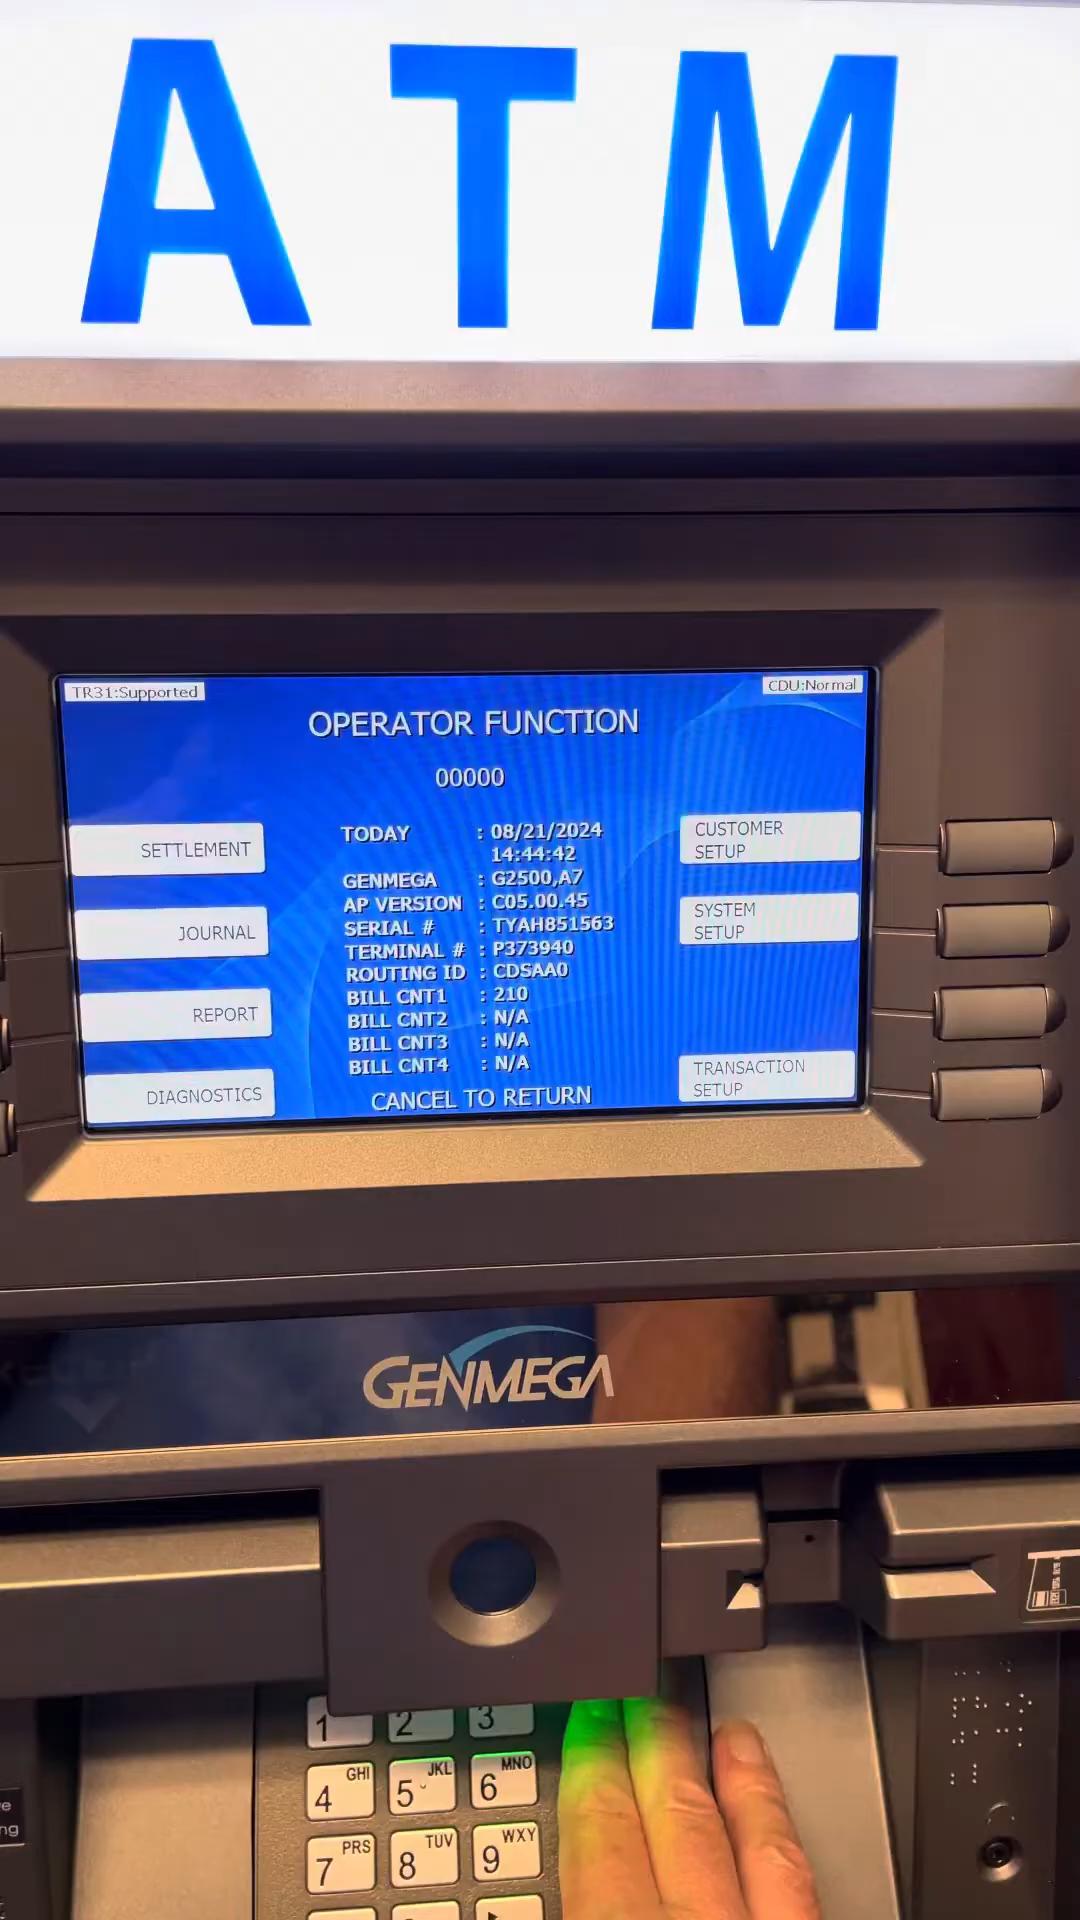 ATM
TR31:Supported
CDU:Normal
OPERATOR FUNCTION
00000
TODAY : 08/21/2024
14:44:42
GENMEGA : G2500,A7
AP VERSION : C05.00.45
SERIAL # : TYAH851563
TERMINAL # : P373940
ROUTING ID : CDSAA0
BILL CNT1 : 210
BILL CNT2 : N/A
BILL CNT3 : N/A
BILL CNT4 : N/A
CANCEL TO RETURN
SETTLEMENT
JOURNAL
REPORT
DIAGNOSTICS
CUSTOMER
SETUP
SYSTEM
SETUP
TRANSACTION
SETUP
GENMEGA
1 2 3
4 GHI 5 JKL 6 MNO
7 PRS 8 TUV 9 WXY